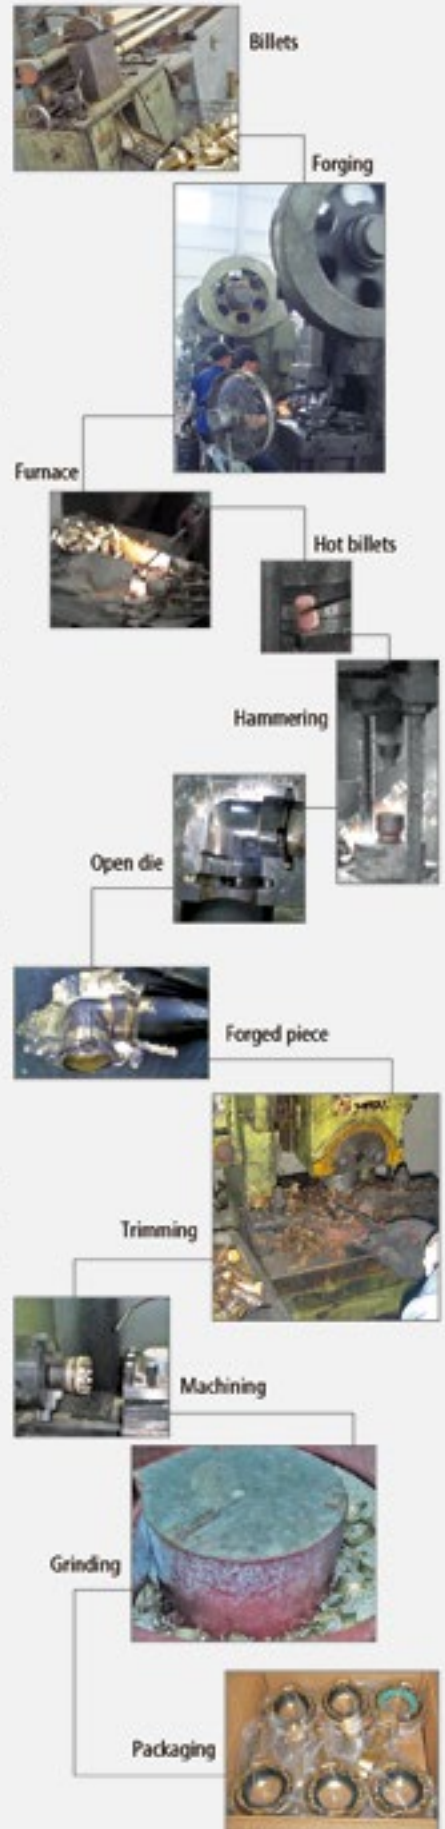 Billets
Forging
Furnace
Hot billets
Hammering
Open die
Forged piece
Trimming
Machining
Grinding
Packaging